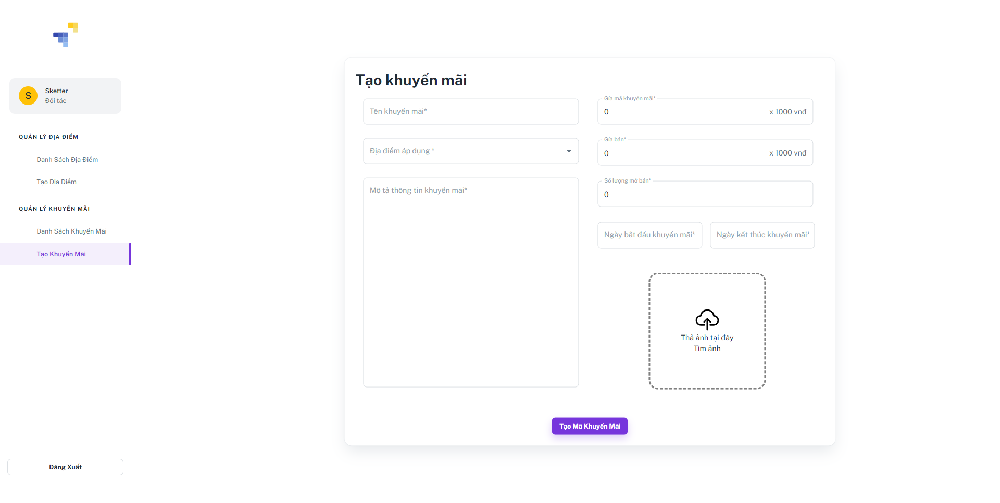 S
Sketter
Đối tác
QUẢN LÝ ĐỊA ĐIỂM
Danh Sách Địa Điểm
Tạo Địa Điểm
QUẢN LÝ KHUYẾN MÃI
Danh Sách Khuyến Mãi
Tạo Khuyến Mãi
Đăng Xuất
Tạo khuyến mãi
Tên khuyến mãi*
Địa điểm áp dụng *
Mô tả thông tin khuyến mãi*
Gía mã khuyến mãi*
0 x 1000 vnđ
Gía bán*
0 x 1000 vnđ
Số lượng mở bán*
0
Ngày bắt đầu khuyến mãi* Ngày kết thúc khuyến mãi*
Thả ảnh tại đây
Tìm ảnh
Tạo Mã Khuyến Mãi